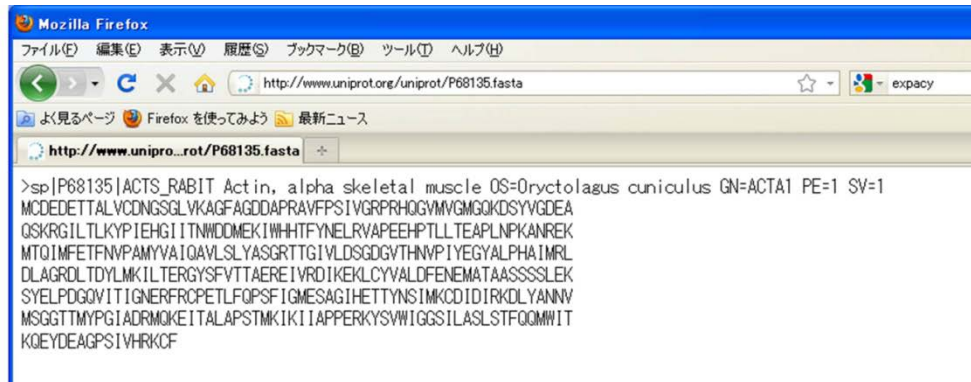 Mozilla Firefox
ファイル(F) 編集(E) 表示(V) 履歴(S) ブックマーク(B) ツール(T) ヘルプ(H)
http://www.uniprot.org/uniprot/P68135.fasta expacy
よく見るページ Firefox を使ってみよう 最新ニュース
http://www.unipro...rot/P68135.fasta
>sp|P68135|ACTS_RABIT Actin, alpha skeletal muscle OS=Oryctolagus cuniculus GN=ACTA1 PE=1 SV=1
MCDEDETTALVCDNGSGLVKAGFAGDDAPRAVFPSIVGRPRHQGVMVGMGQKDSYVGDEA
QSKRGILTLKYPIEHGIITNWDDMEKIWHHTFYNELRVAPEEHPTLLTEAPLNPKANREK
MTQIMFETFNVPAMYVAIQAVLSLYASGRTTGIVLDSGDGVTHNVPIYEGYALPHAIMRL
DLAGRDLTDYLMKILTERGYSFVTTAEREIVRDIKEKLCYVALDFENEMATAASSSSLEK
SYELPDGQVITIGNERFRCPETLFQPSFIGMESAGIHETTYNSIMKCDIDIRKDLYANNV
MSGGTTMYPGIADRMQKEITALAPSTMKIKIIAPPERKYSVWIGGSILASLSTFQQMWIT
KQEYDEAGPSIVHRKCF